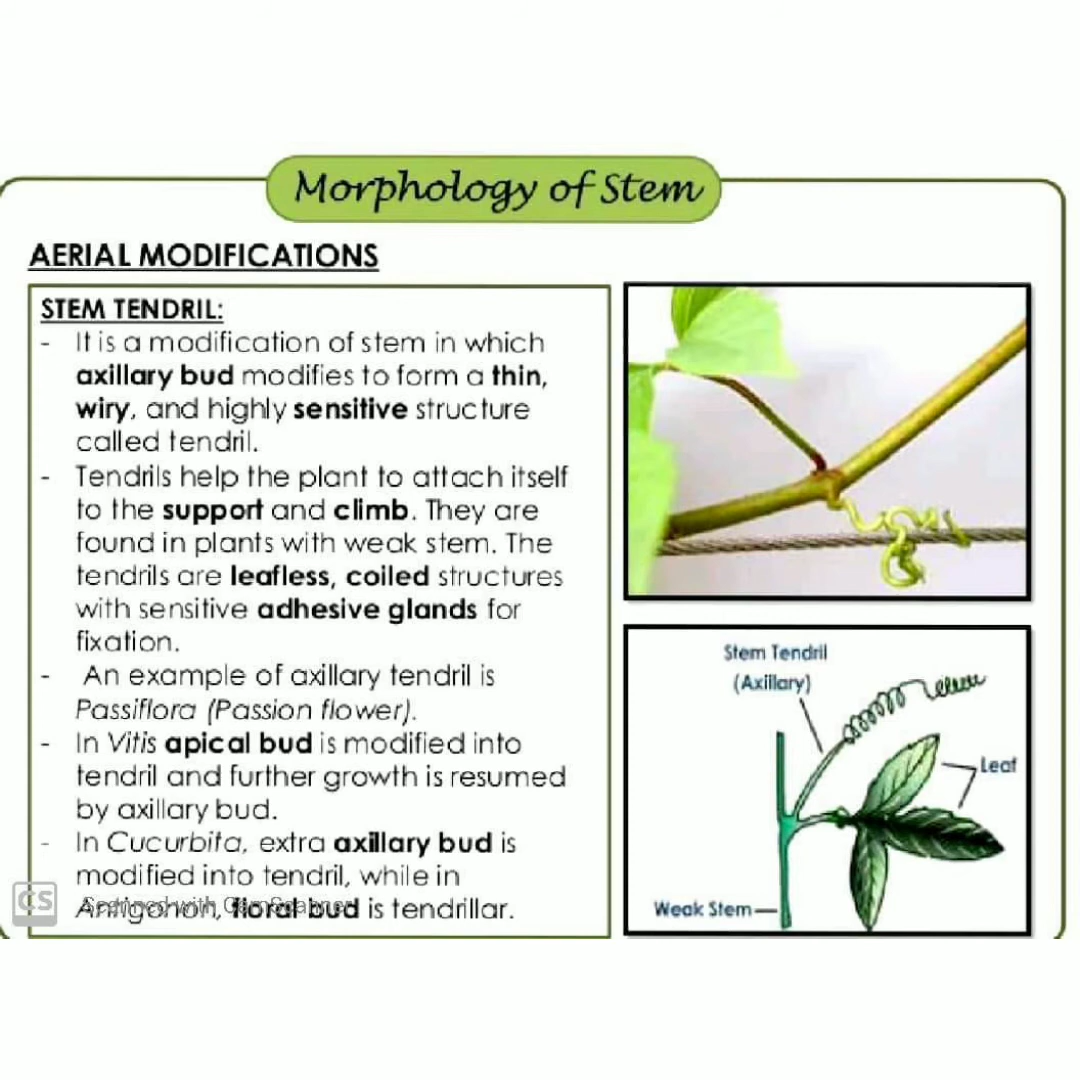 Morphology of Stem
AERIAL MODIFICATIONS
STEM TENDRIL:
- It is a modification of stem in which
axillary bud modifies to form a thin,
wiry, and highly sensitive structure
called tendril.
- Tendrils help the plant to attach itself
to the support and climb. They are
found in plants with weak stem. The
tendrils are leafless, coiled structures
with sensitive adhesive glands for
fixation.
- An example of axillary tendril is
Passiflora (Passion flower).
- In Vitis apical bud is modified into
tendril and further growth is resumed
by axillary bud.
- In Cucurbita, extra axillary bud is
modified into tendril, while in
Antigonon, floral bud is tendrillar.
CS Scanned with CamScanner
Stem Tendril
(Axillary)
Leaf
Weak Stem